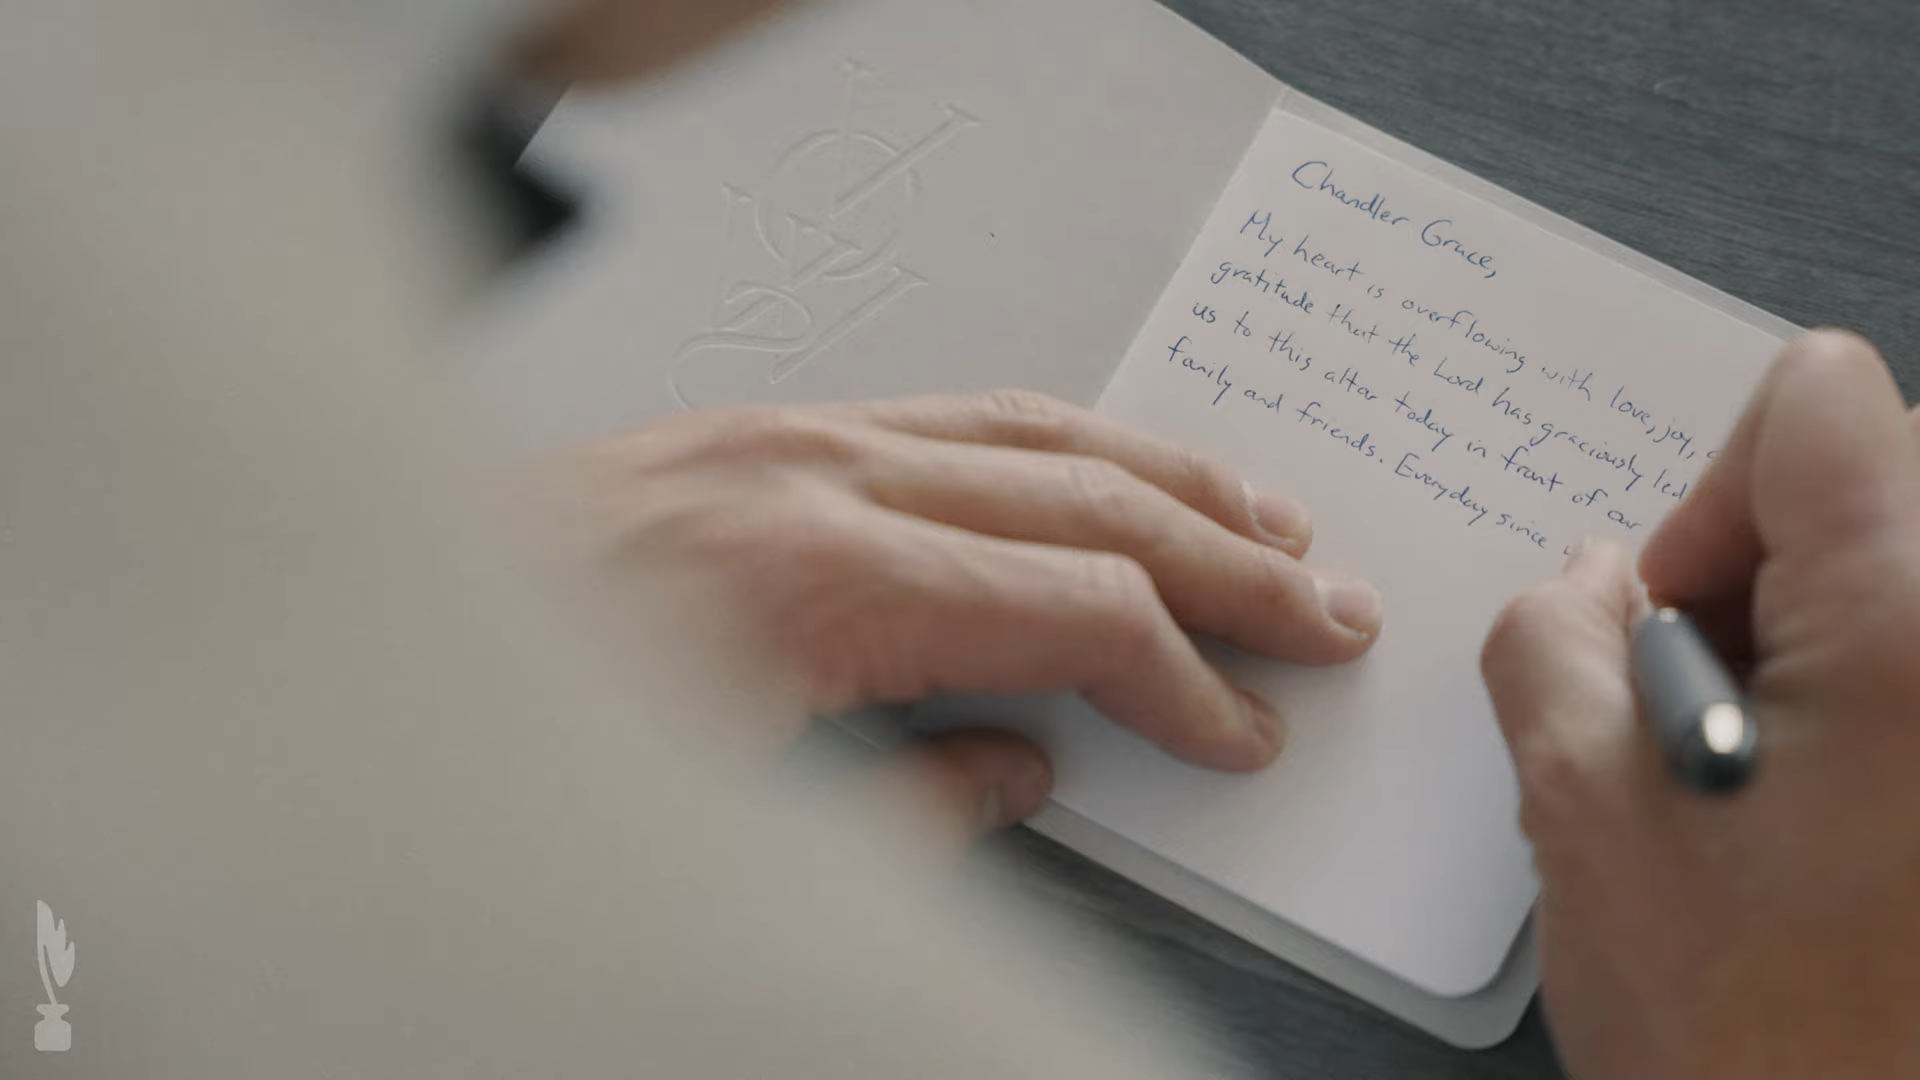 VOWS
Chandler Grace,
My heart is overflowing with love, joy,
gratitude that the Lord has graciously led
us to this altar today in front of our
family and friends. Everyday since